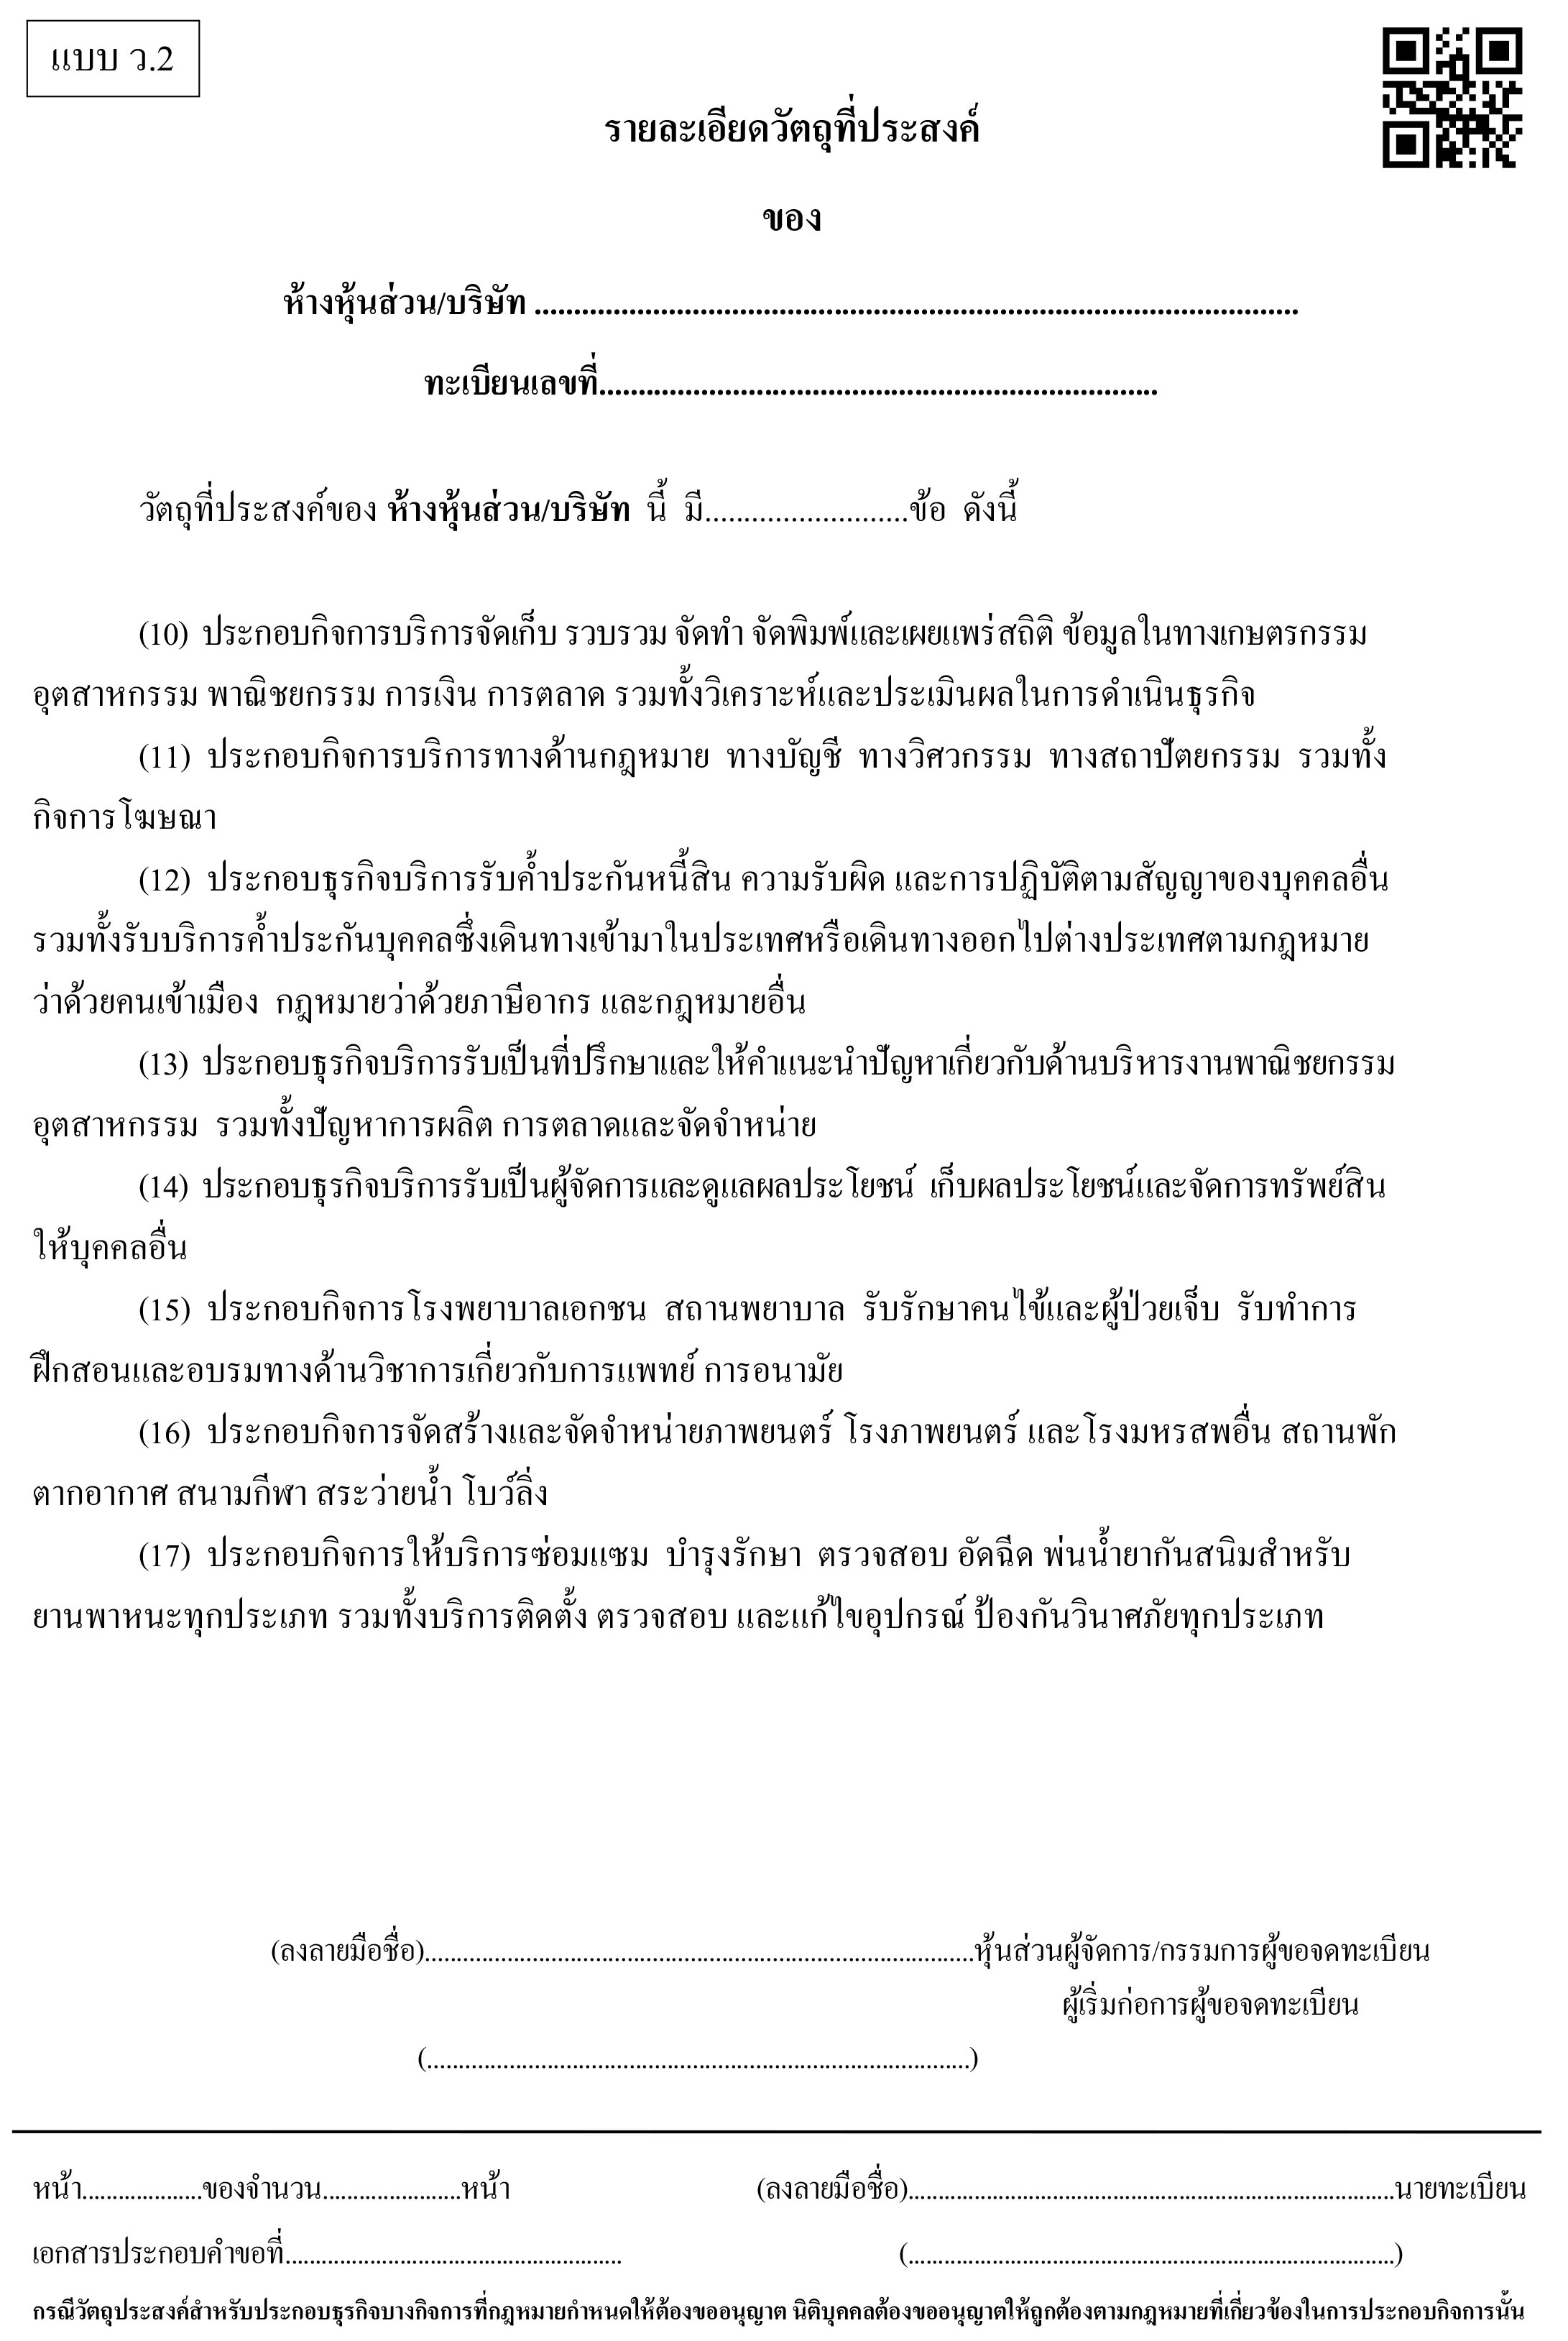 แบบ ว.2
รายละเอียดวัตถุที่ประสงค์
ของ
ห้างหุ้นส่วน/บริษัท ................................................................................................
ทะเบียนเลขที่......................................................................
วัตถุที่ประสงค์ของ ห้างหุ้นส่วน/บริษัท นี้ มี..........................ข้อ ดังนี้
(10) ประกอบกิจการบริการจัดเก็บ รวบรวม จัดทำ จัดพิมพ์และเผยแพร่สถิติ ข้อมูลในทางเกษตรกรรม
อุตสาหกรรม พาณิชยกรรม การเงิน การตลาด รวมทั้งวิเคราะห์และประเมินผลในการดำเนินธุรกิจ
(11) ประกอบกิจการบริการทางด้านกฎหมาย ทางบัญชี ทางวิศวกรรม ทางสถาปัตยกรรม รวมทั้ง
กิจการโฆษณา
(12) ประกอบธุรกิจบริการรับค้ำประกันหนี้สิน ความรับผิด และการปฏิบัติตามสัญญาของบุคคลอื่น
รวมทั้งรับบริการค้ำประกันบุคคลซึ่งเดินทางเข้ามาในประเทศหรือเดินทางออกไปต่างประเทศตามกฎหมาย
ว่าด้วยคนเข้าเมือง กฎหมายว่าด้วยภาษีอากร และกฎหมายอื่น
(13) ประกอบธุรกิจบริการรับเป็นที่ปรึกษาและให้คำแนะนำปัญหาเกี่ยวกับด้านบริหารงานพาณิชยกรรม
อุตสาหกรรม รวมทั้งปัญหาการผลิต การตลาดและจัดจำหน่าย
(14) ประกอบธุรกิจบริการรับเป็นผู้จัดการและดูแลผลประโยชน์ เก็บผลประโยชน์และจัดการทรัพย์สิน
ให้บุคคลอื่น
(15) ประกอบกิจการโรงพยาบาลเอกชน สถานพยาบาล รับรักษาคนไข้และผู้ป่วยเจ็บ รับทำการ
ฝึกสอนและอบรมทางด้านวิชาการเกี่ยวกับการแพทย์ การอนามัย
(16) ประกอบกิจการจัดสร้างและจัดจำหน่ายภาพยนตร์ โรงภาพยนตร์ และโรงมหรสพอื่น สถานพัก
ตากอากาศ สนามกีฬา สระว่ายน้ำ โบว์ลิ่ง
(17) ประกอบกิจการให้บริการซ่อมแซม บำรุงรักษา ตรวจสอบ อัดฉีด พ่นน้ำยากันสนิมสำหรับ
ยานพาหนะทุกประเภท รวมทั้งบริการติดตั้ง ตรวจสอบ และแก้ไขอุปกรณ์ ป้องกันวินาศภัยทุกประเภท
(ลงลายมือชื่อ).......................................................................................หุ้นส่วนผู้จัดการ/กรรมการผู้ขอจดทะเบียน
ผู้เริ่มก่อการผู้ขอจดทะเบียน
(......................................................................................)
หน้า....................ของจำนวน.......................หน้า (ลงลายมือชื่อ).................................................................................นายทะเบียน
เอกสารประกอบคำขอที่........................................................ (.................................................................................)
กรณีวัตถุประสงค์สำหรับประกอบธุรกิจบางกิจการที่กฎหมายกำหนดให้ต้องขออนุญาต นิติบุคคลต้องขออนุญาตให้ถูกต้องตามกฎหมายที่เกี่ยวข้องในการประกอบกิจการนั้น